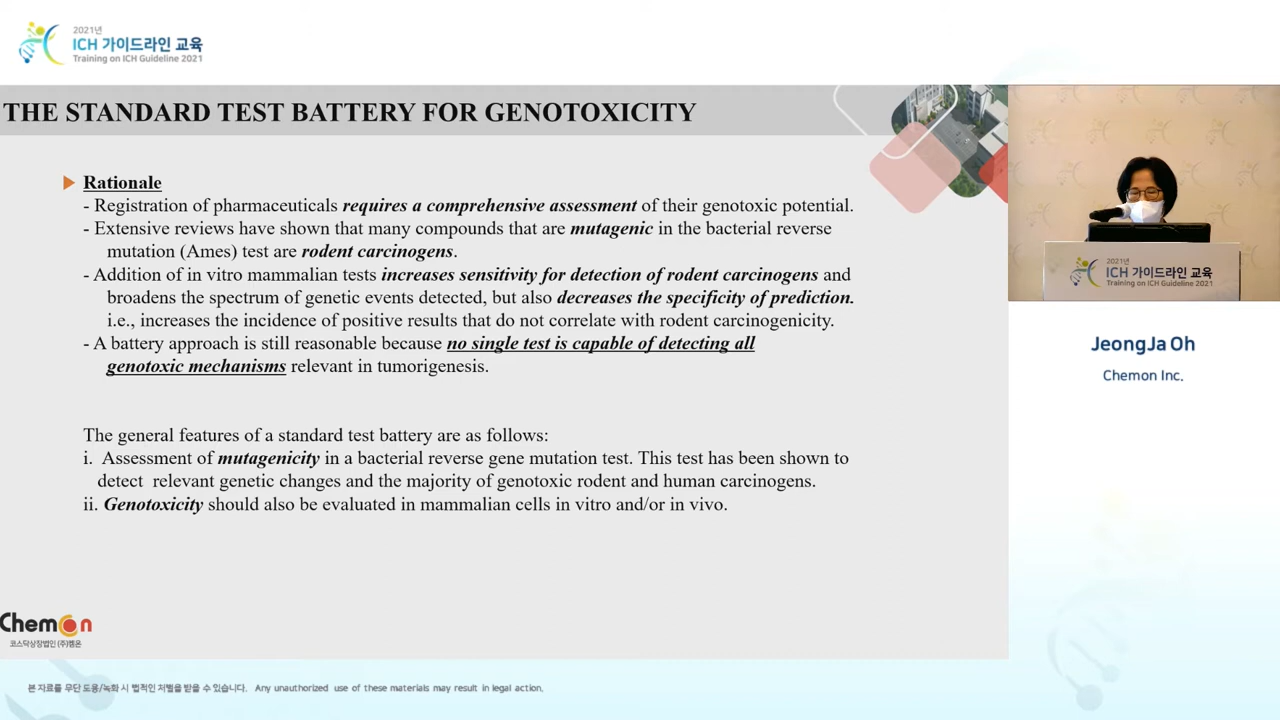 2021년
ICH 가이드라인 교육
Training on ICH Guideline 2021
THE STANDARD TEST BATTERY FOR GENOTOXICITY
Rationale
- Registration of pharmaceuticals requires a comprehensive assessment of their genotoxic potential.
- Extensive reviews have shown that many compounds that are mutagenic in the bacterial reverse
mutation (Ames) test are rodent carcinogens.
- Addition of in vitro mammalian tests increases sensitivity for detection of rodent carcinogens and
broadens the spectrum of genetic events detected, but also decreases the specificity of prediction.
i.e., increases the incidence of positive results that do not correlate with rodent carcinogenicity.
- A battery approach is still reasonable because no single test is capable of detecting all
genotoxic mechanisms relevant in tumorigenesis.
The general features of a standard test battery are as follows:
i. Assessment of mutagenicity in a bacterial reverse gene mutation test. This test has been shown to
detect relevant genetic changes and the majority of genotoxic rodent and human carcinogens.
ii. Genotoxicity should also be evaluated in mammalian cells in vitro and/or in vivo.
Chemon
코스닥상장법인 (주)켐온
2021년
ICH 가이드라인 교육
Training on ICH Guideline 2021
JeongJa Oh
Chemon Inc.
본 자료를 무단 도용/녹화 시 법적인 처벌을 받을 수 있습니다. Any unauthorized use of these materials may result in legal action.